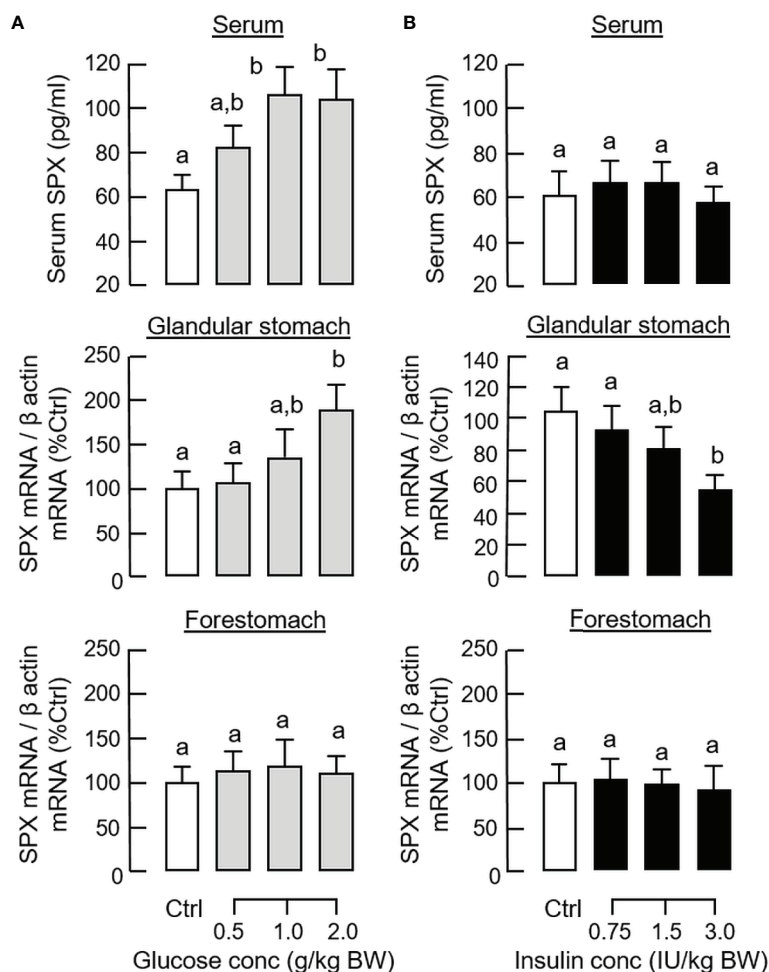 A
Serum
Serum SPX (pg/ml)
120
100
80
60
40
20
a
a,b
b
b
Glandular stomach
SPX mRNA / β actin
mRNA (%Ctrl)
250
200
150
100
50
0
a
a
a,b
b
Forestomach
SPX mRNA / β actin
mRNA (%Ctrl)
250
200
150
100
50
0
a
a
a
a
Ctrl
0.5 1.0 2.0
Glucose conc (g/kg BW)
B
Serum
Serum SPX (pg/ml)
120
100
80
60
40
20
a
a
a
a
Glandular stomach
SPX mRNA / β actin
mRNA (%Ctrl)
140
120
100
80
60
40
20
0
a
a
a,b
b
Forestomach
SPX mRNA / β actin
mRNA (%Ctrl)
250
200
150
100
50
0
a
a
a
a
Ctrl
0.75 1.5 3.0
Insulin conc (IU/kg BW)